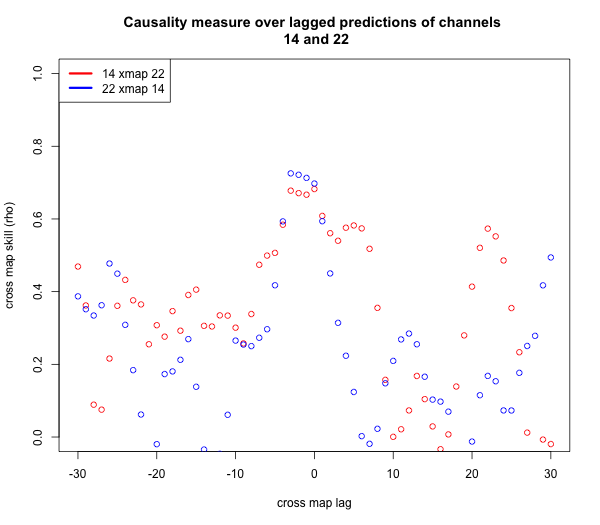 Causality measure over lagged predictions of channels
14 and 22
14 xmap 22
22 xmap 14
cross map skill (rho)
1.0
0.8
0.6
0.4
0.2
0.0
-30
-20
-10
0
10
20
30
cross map lag